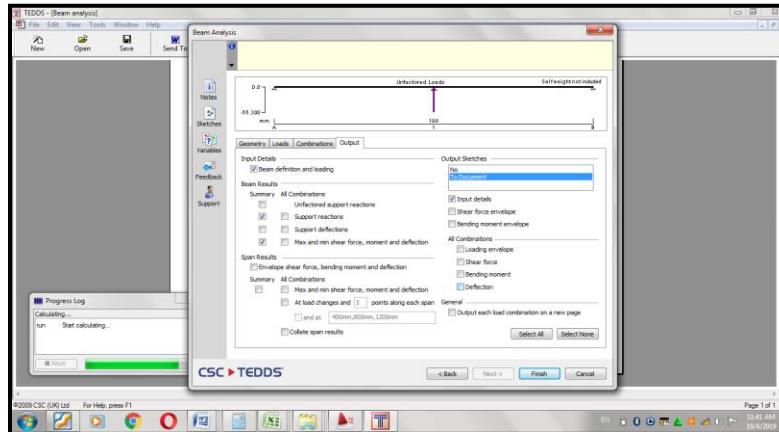 TEDDS - [Beam analysis]
File Edit View Tools Window Help
New Open Save Send To
Beam Analysis
Notes
Sketches
Variables
Feedback
Support
Unfactored Loads
Self weight not included
0.0
mm
100
A 1 B
Geometry Loads Combinations Output
Input Details
Beam definition and loading
Beam Results
Summary All Combinations
Unfactored support reactions
Support reactions
Support deflections
Max and min shear force, moment and deflection
Span Results
Envelope shear force, bending moment and deflection
Summary All Combinations
Max and min shear force, moment and deflection
At load changes and 5 points along each span
and at 400mm,800mm,1200mm
Collate span results
Output Sketches
No
To Document
Input details
Shear force envelope
Bending moment envelope
All Combinations
Loading envelope
Shear force
Bending moment
Deflection
General
Output each load combination on a new page
Select All Select None
CSC TEDDS
< Back Next > Finish Cancel
Progress Log
Calculating...
run Start calculating...
Abort
©2009 CSC (UK) Ltd For Help, press F1
Page 1 of 1
EN
11:41 AM
10/4/2019